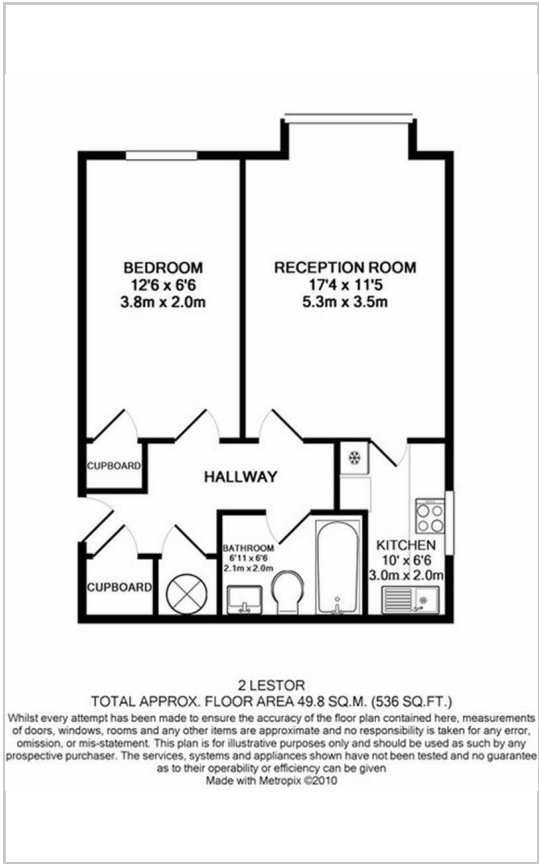 BEDROOM
12'6 x 6'6
3.8m x 2.0m
RECEPTION ROOM
17'4 x 11'5
5.3m x 3.5m
CUPBOARD
HALLWAY
BATHROOM
6'11 x 6'6
2.1m x 2.0m
KITCHEN
10' x 6'6
3.0m x 2.0m
CUPBOARD
2 LESTOR
TOTAL APPROX. FLOOR AREA 49.8 SQ.M. (536 SQ.FT.)
Whilst every attempt has been made to ensure the accuracy of the floor plan contained here, measurements
of doors, windows, rooms and any other items are approximate and no responsibility is taken for any error,
omission, or mis-statement. This plan is for illustrative purposes only and should be used as such by any
prospective purchaser. The services, systems and appliances shown have not been tested and no guarantee
as to their operability or efficiency can be given
Made with Metropix ©2010